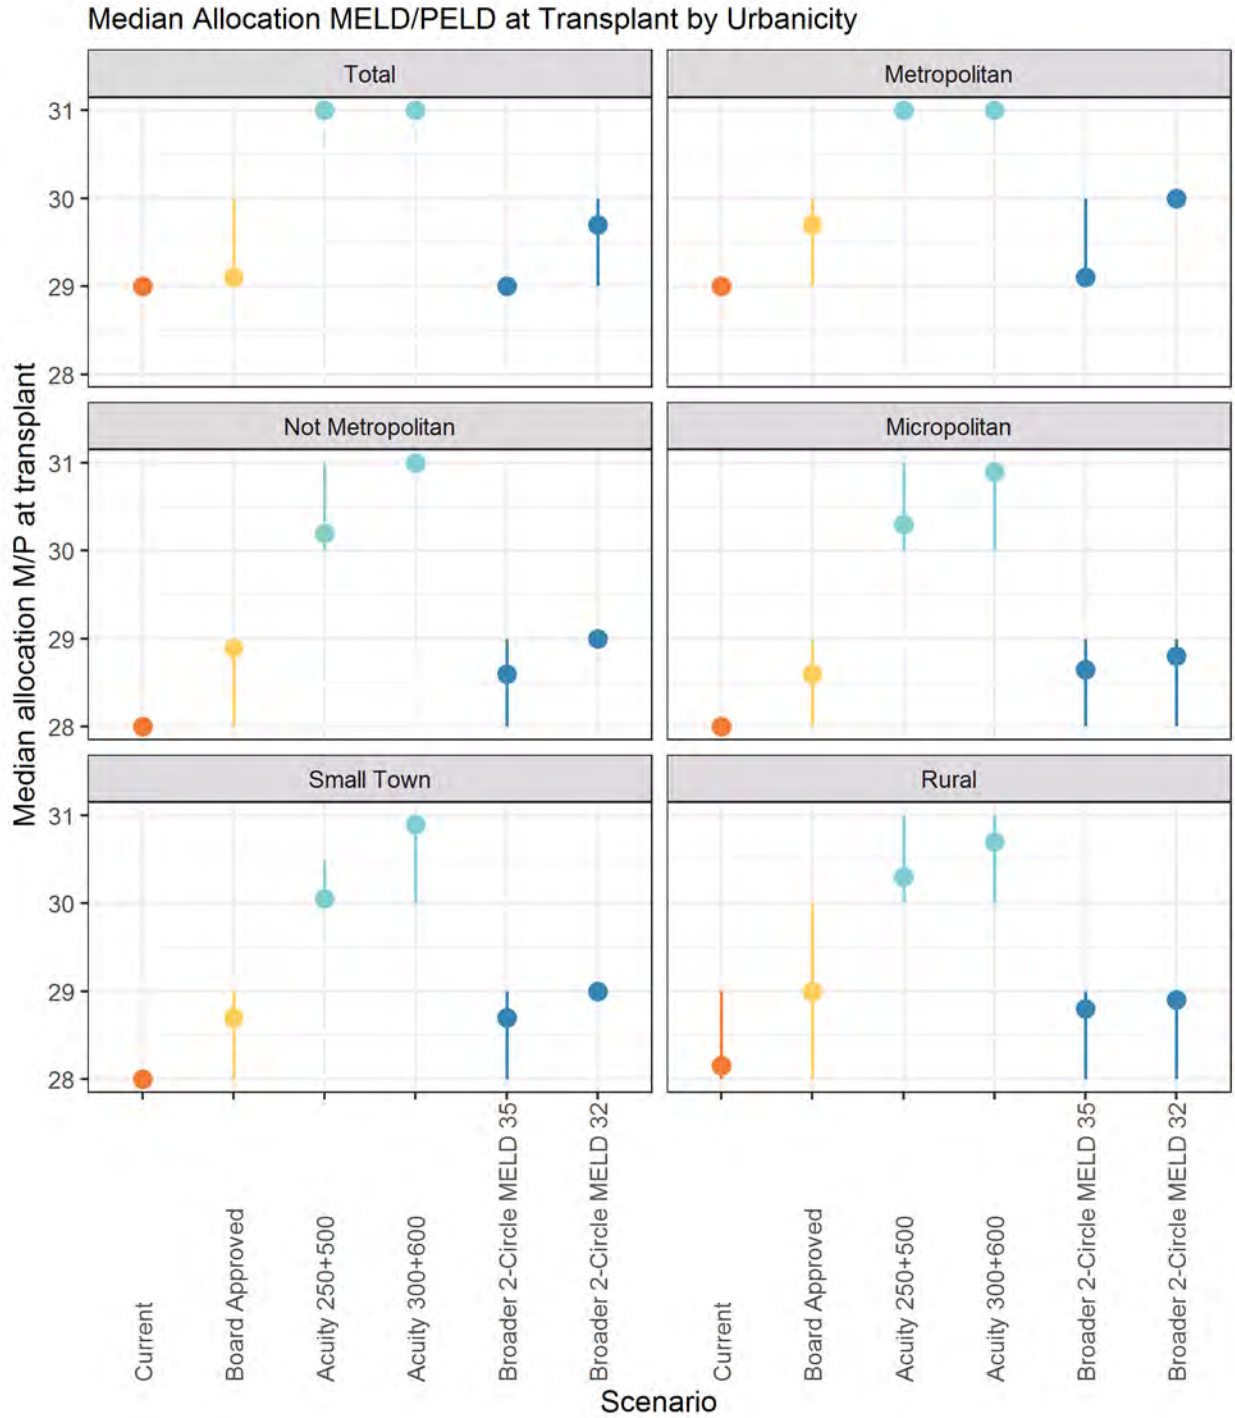 Median Allocation MELD/PELD at Transplant by Urbanicity
Total
Metropolitan
31
30
29
28
Not Metropolitan
Micropolitan
31
30
29
28
Small Town
Rural
31
30
29
28
Median allocation M/P at transplant
Current
Board Approved
Acuity 250+500
Acuity 300+600
Broader 2-Circle MELD 35
Broader 2-Circle MELD 32
Current
Board Approved
Acuity 250+500
Acuity 300+600
Broader 2-Circle MELD 35
Broader 2-Circle MELD 32
Scenario